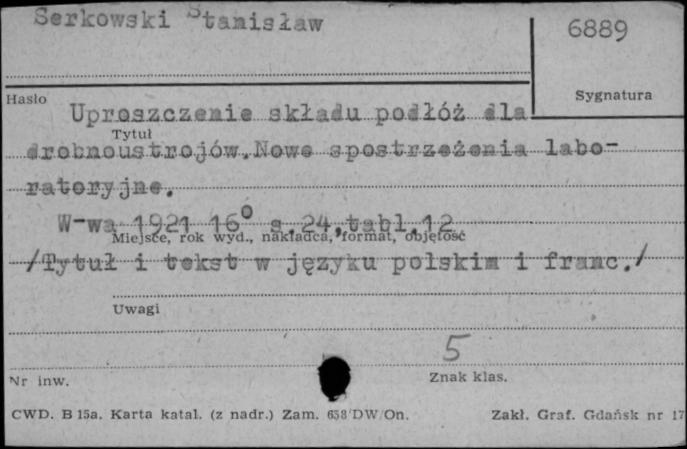 Serkowski Stanisław
6889
Hasło
Sygnatura
Uproszczenie składu podłóż dla
Tytuł
drobnoustrojów.Nowe spostrzeżenia labo-
ratoryjne.
W-wa 1921 16⁰ s.24,tabl.12
Miejsce, rok wyd., nakładca, format, objętość
/Tytuł i tekst w języku polskim i franc./
Uwagi
5
Nr inw.
Znak klas.
CWD. B 15a. Karta katal. (z nadr.) Zam. 658/DW/On.
Zakł. Graf. Gdańsk nr 17